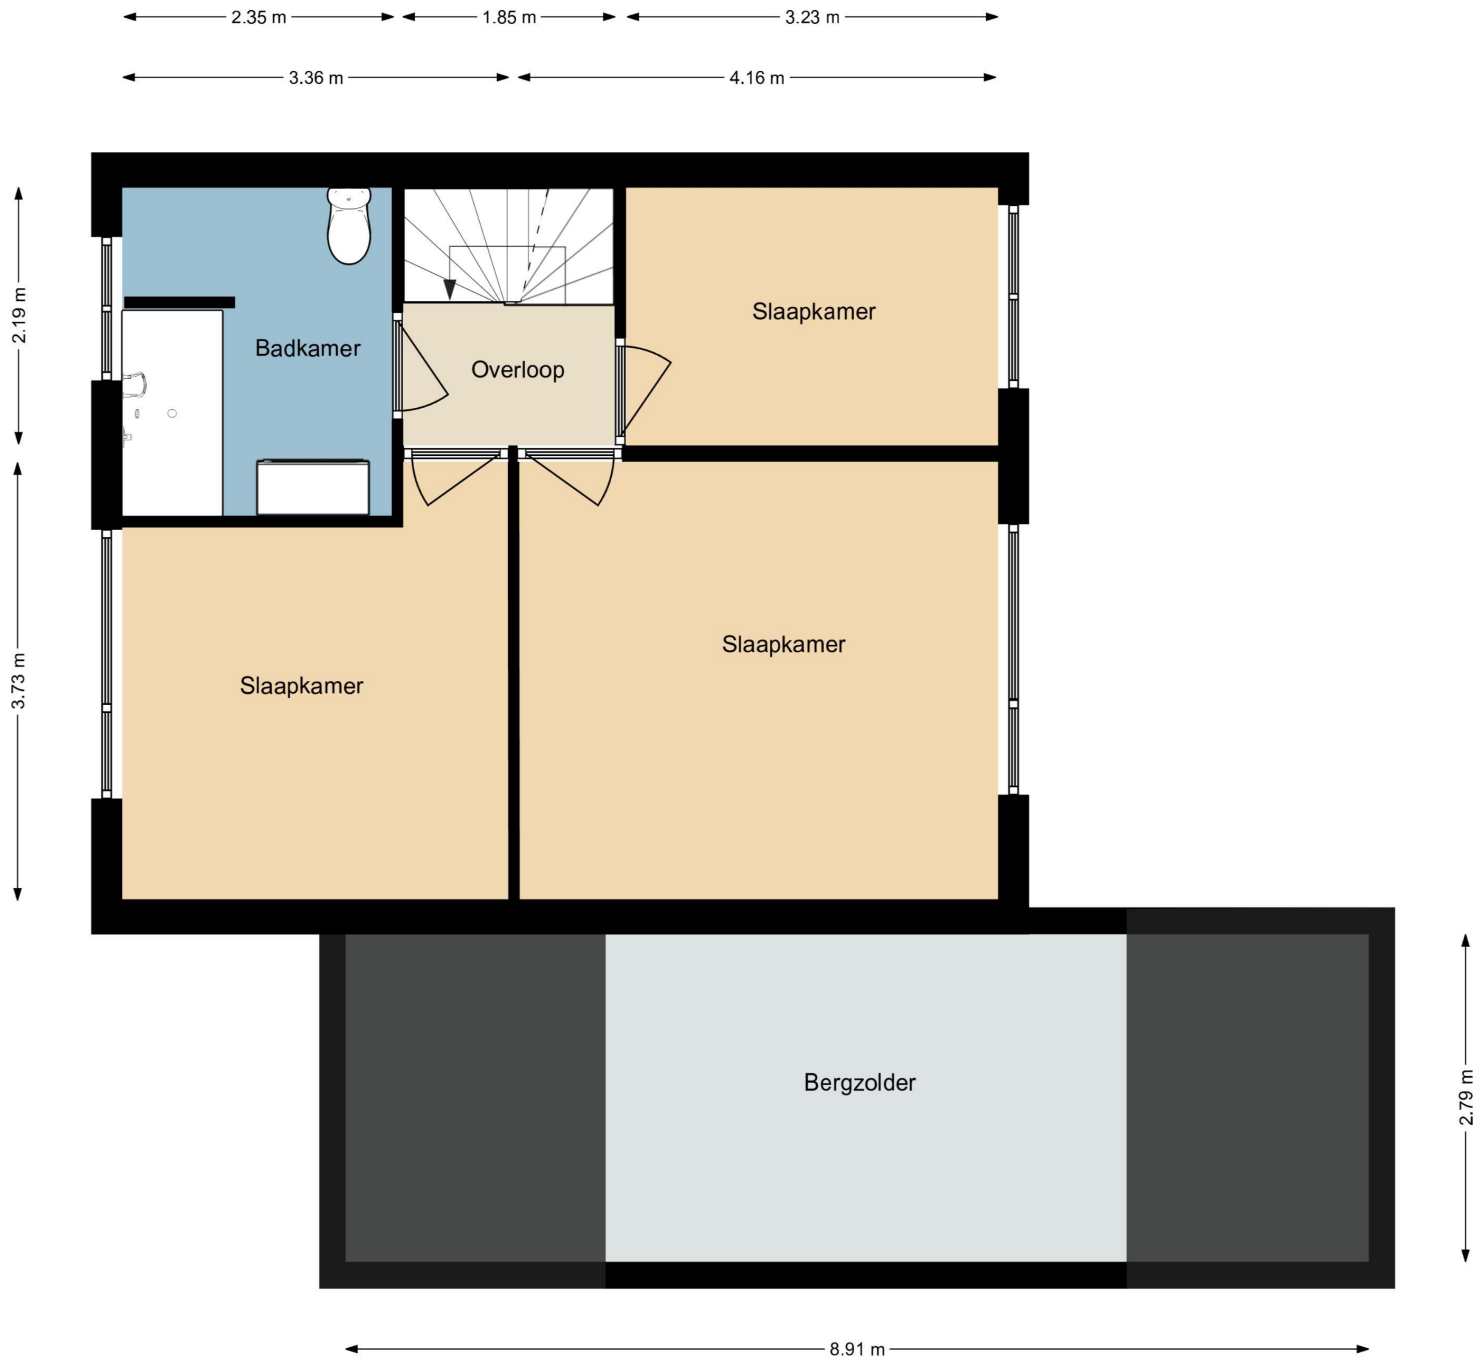 2.35 m
1.85 m
3.23 m
3.36 m
4.16 m
2.19 m
Slaapkamer
Badkamer
Overloop
Slaapkamer
3.73 m
Slaapkamer
Bergzolder
2.79 m
8.91 m